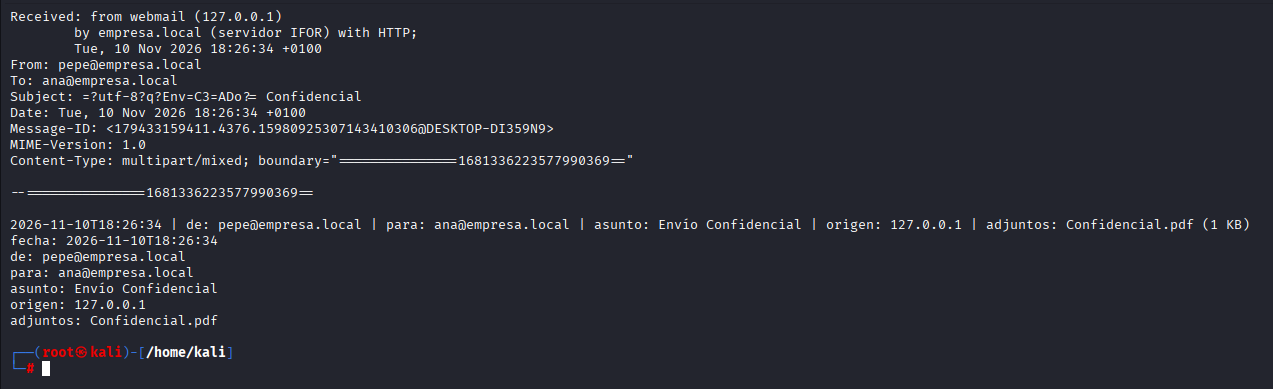 Received: from webmail (127.0.0.1)
        by empresa.local (servidor IFOR) with HTTP;
        Tue, 10 Nov 2026 18:26:34 +0100
From: pepe@empresa.local
To: ana@empresa.local
Subject: =?utf-8?q?Env=C3=ADo?= Confidencial
Date: Tue, 10 Nov 2026 18:26:34 +0100
Message-ID: <179433159411.4376.15980925307143410306@DESKTOP-DI359N9>
MIME-Version: 1.0
Content-Type: multipart/mixed; boundary="===============1681336223577990369=="

--===============1681336223577990369==

2026-11-10T18:26:34 | de: pepe@empresa.local | para: ana@empresa.local | asunto: Envío Confidencial | origen: 127.0.0.1 | adjuntos: Confidencial.pdf (1 KB)
fecha: 2026-11-10T18:26:34
de: pepe@empresa.local
para: ana@empresa.local
asunto: Envío Confidencial
origen: 127.0.0.1
adjuntos: Confidencial.pdf

┌──(root㉿kali)-[/home/kali]
└─#